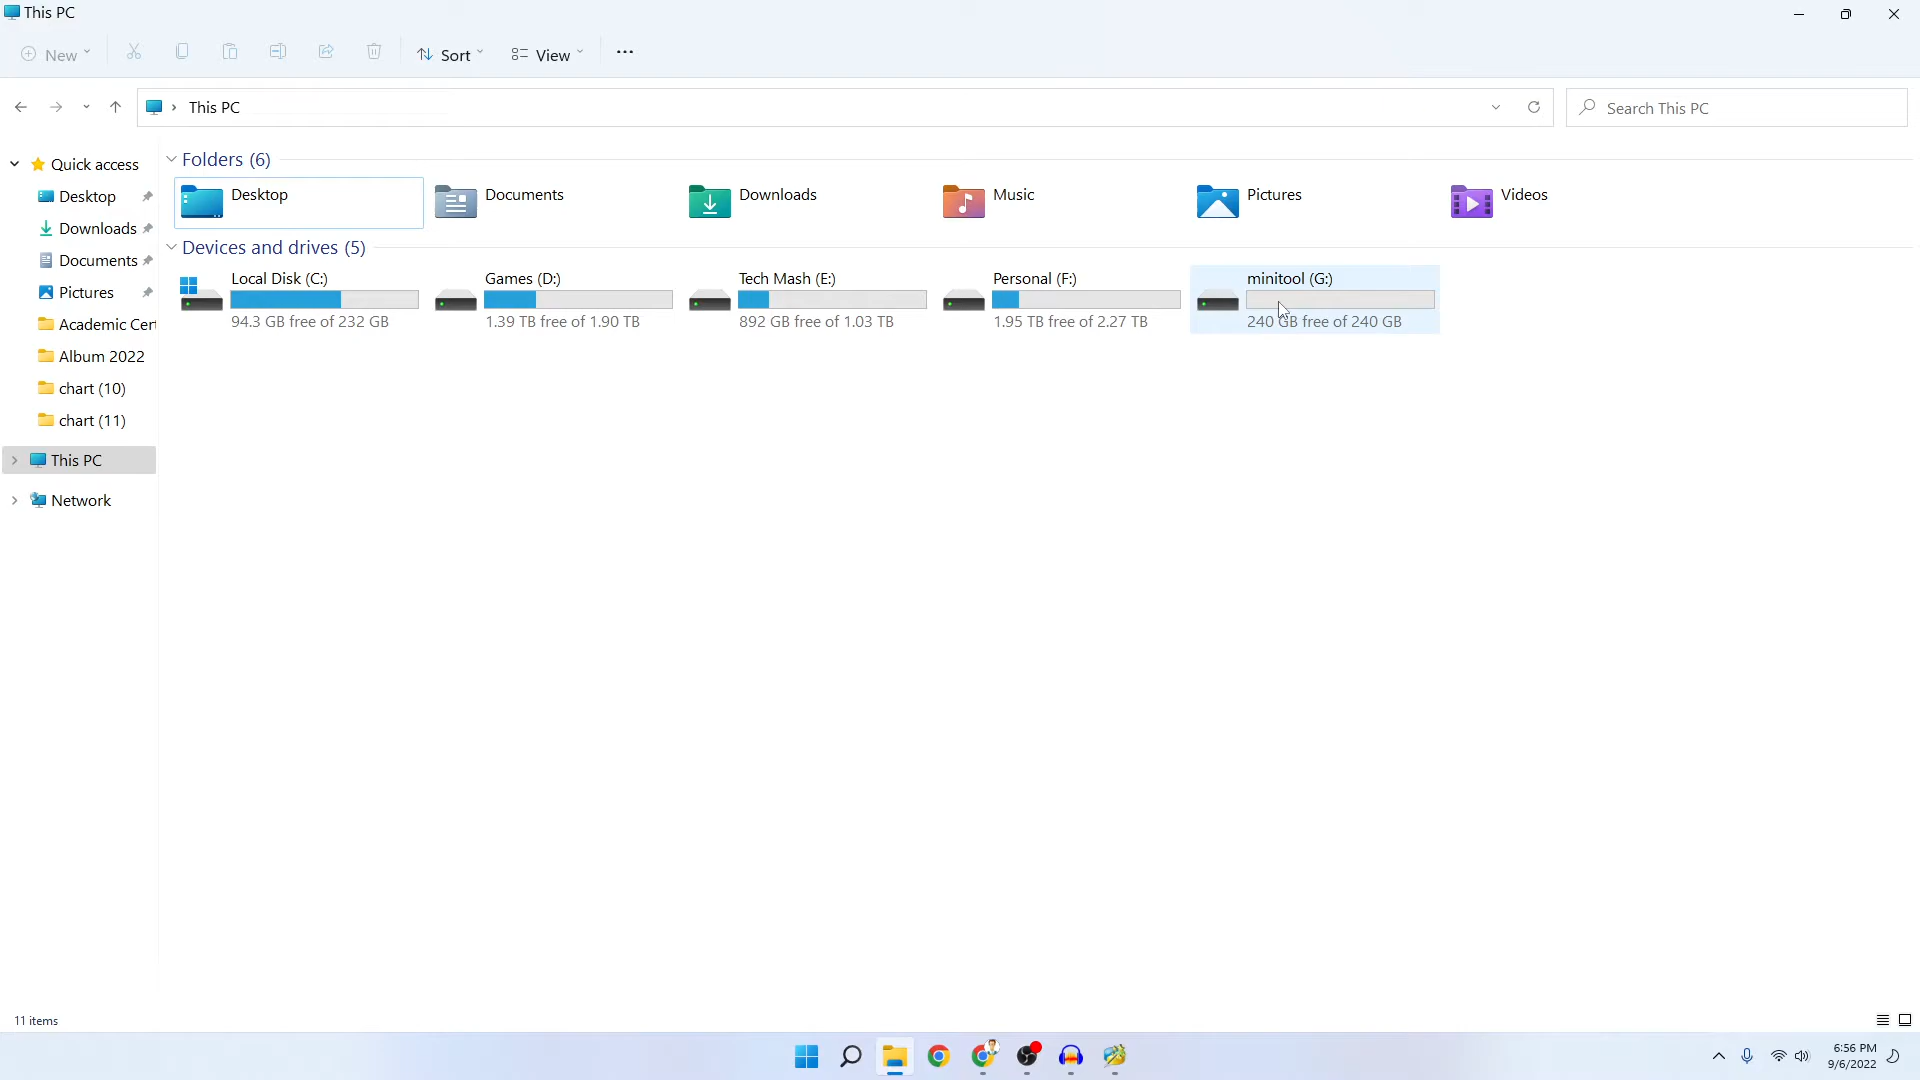 This PC
New
Sort
View
This PC
Search This PC
Quick access
Desktop
Downloads
Documents
Pictures
Academic Cert
Album 2022
chart (10)
chart (11)
This PC
Network
Folders (6)
Desktop
Documents
Downloads
Music
Pictures
Videos
Devices and drives (5)
Local Disk (C:)
94.3 GB free of 232 GB
Games (D:)
1.39 TB free of 1.90 TB
Tech Mash (E:)
892 GB free of 1.03 TB
Personal (F:)
1.95 TB free of 2.27 TB
minitool (G:)
240 GB free of 240 GB
11 items
6:56 PM
9/6/2022